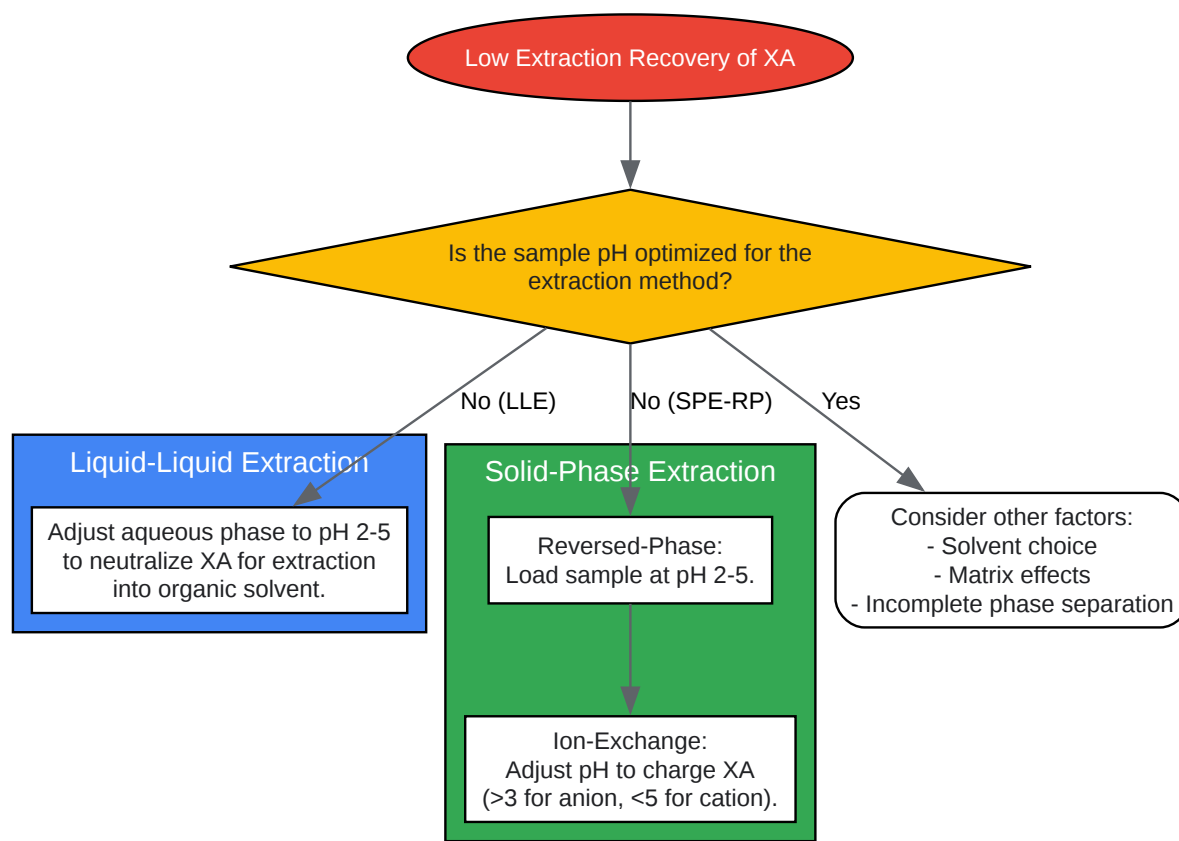 Low Extraction Recovery of XA
Is the sample pH optimized for the
extraction method?
No (LLE)
No (SPE-RP)
Yes
Liquid-Liquid Extraction
Adjust aqueous phase to pH 2-5
to neutralize XA for extraction
into organic solvent.
Solid-Phase Extraction
Reversed-Phase:
Load sample at pH 2-5.
Ion-Exchange:
Adjust pH to charge XA
(>3 for anion, <5 for cation).
Consider other factors:
- Solvent choice
- Matrix effects
- Incomplete phase separation